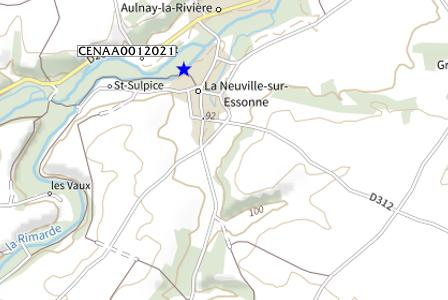 Aulnay-la-Rivière
CENAA0012021
St-Sulpice
La Neuville-sur-
Essonne
92
les Vaux
D312
100
la Rimarde